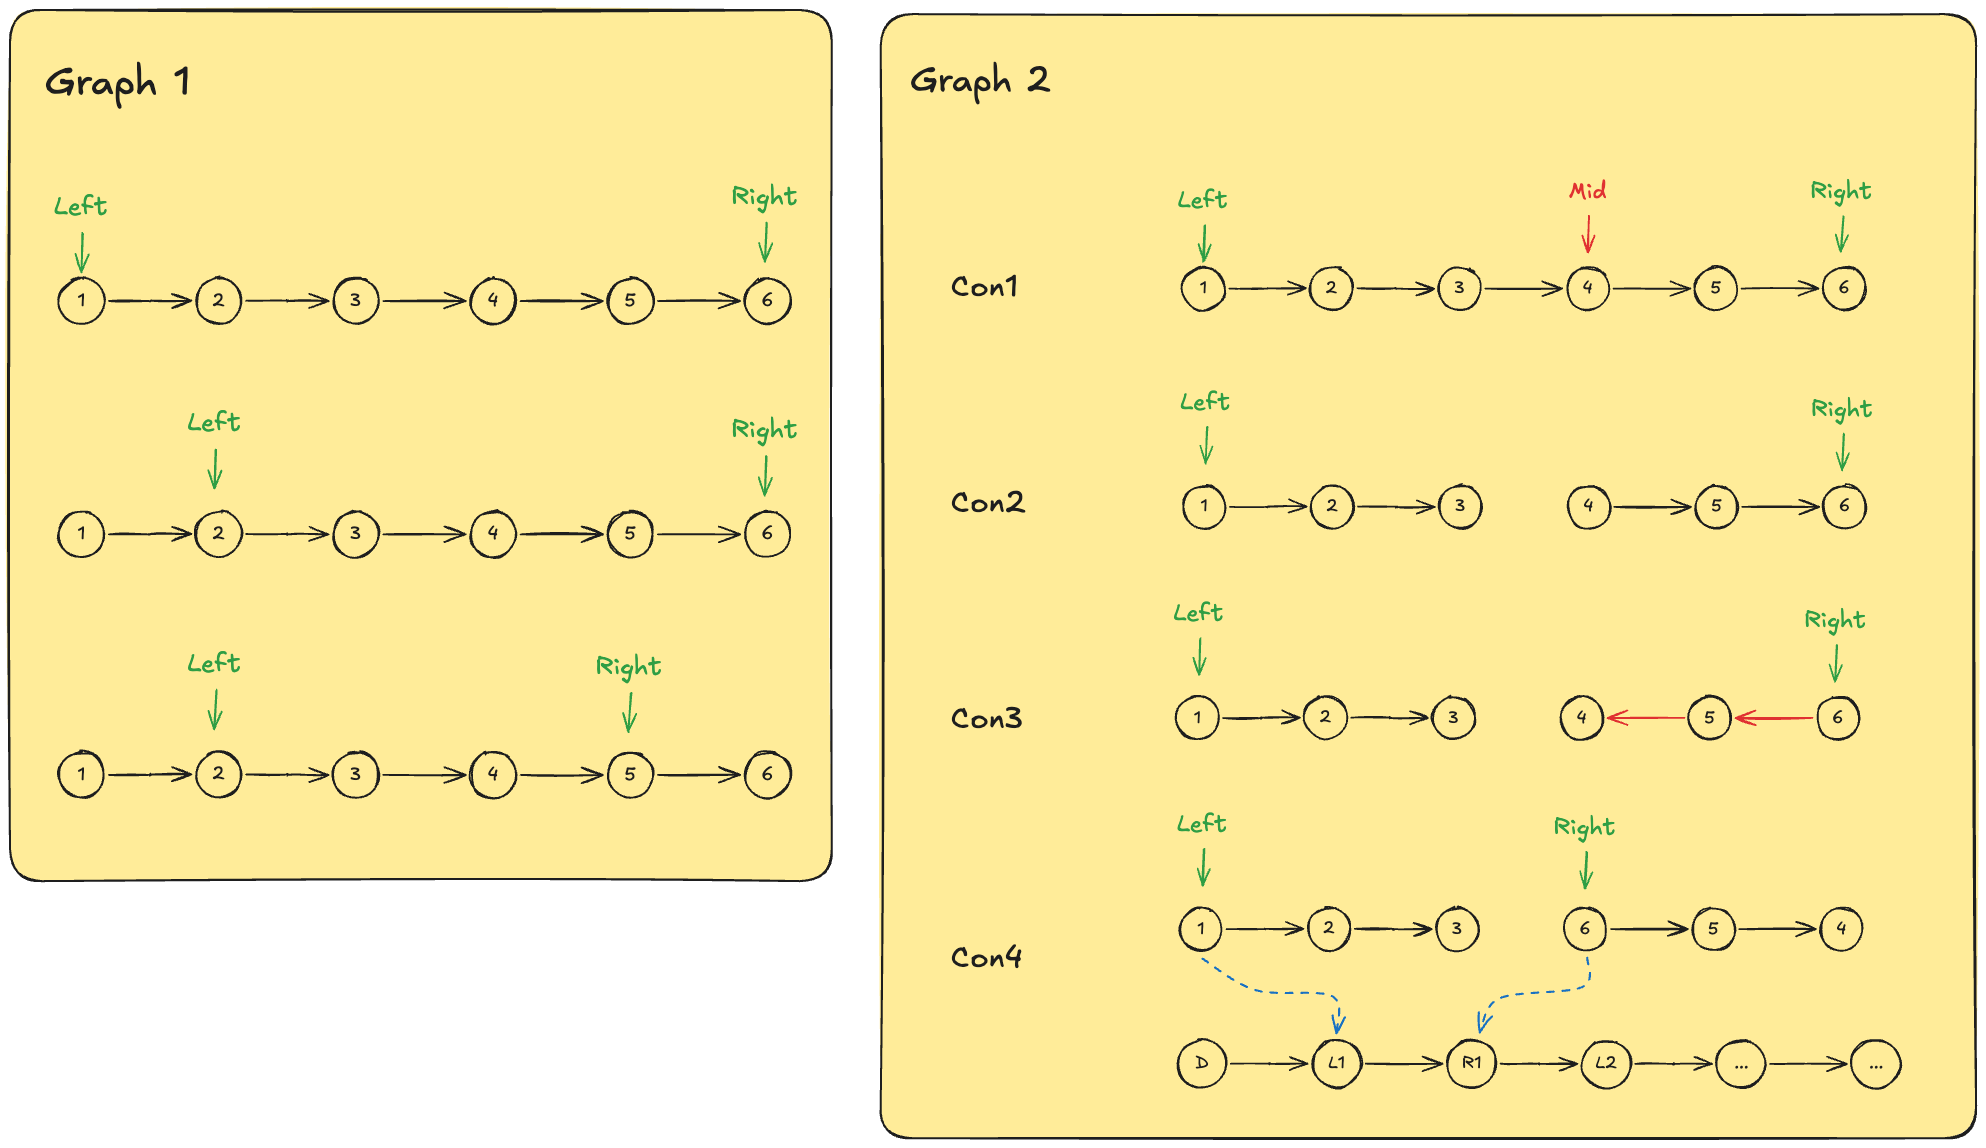 Graph 1
Left Right
1 2 3 4 5 6
Left Right
1 2 3 4 5 6
Left Right
1 2 3 4 5 6
Graph 2
Left Mid Right
Con1 1 2 3 4 5 6
Left Right
Con2 1 2 3 4 5 6
Left Right
Con3 1 2 3 4 5 6
Left Right
1 2 3 6 5 4
Con4
D L1 R1 L2 ... ...